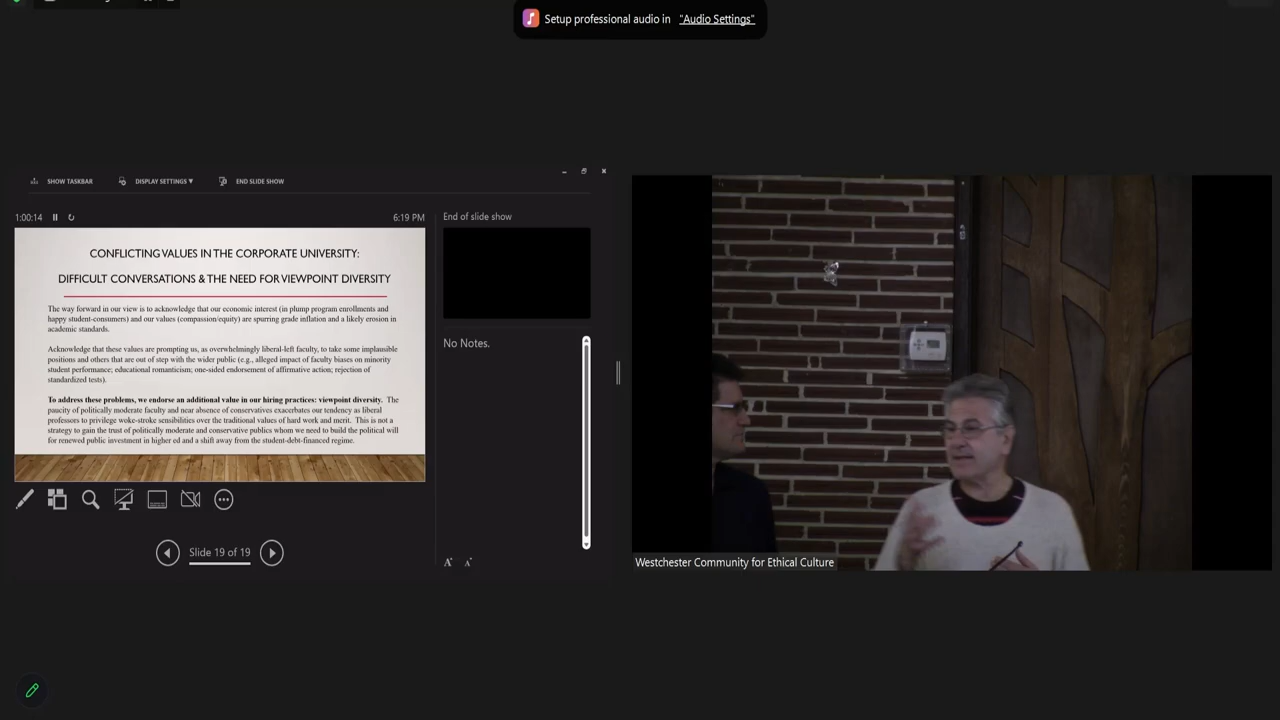 Setup professional audio in "Audio Settings"
SHOW TASKBAR
DISPLAY SETTINGS ▾
END SLIDE SHOW
1:00:14
6:19 PM
End of slide show
CONFLICTING VALUES IN THE CORPORATE UNIVERSITY:
DIFFICULT CONVERSATIONS & THE NEED FOR VIEWPOINT DIVERSITY
The way forward in our view is to acknowledge that our economic interest (in plump program enrollments and
happy student-consumers) and our values (compassion/equity) are spurring grade inflation and a likely erosion in
academic standards.
Acknowledge that these values are prompting us, as overwhelmingly liberal-left faculty, to take some implausible
positions and others that are out of step with the wider public (e.g., alleged impact of faculty biases on minority
student performance; educational romanticism; one-sided endorsement of affirmative action; rejection of
standardized tests).
To address these problems, we endorse an additional value in our hiring practices: viewpoint diversity. The
paucity of politically moderate faculty and near absence of conservatives exacerbates our tendency as liberal
professors to privilege woke-stroke sensibilities over the traditional values of hard work and merit. This is not a
strategy to gain the trust of politically moderate and conservative publics whom we need to build the political will
for renewed public investment in higher ed and a shift away from the student-debt-financed regime.
No Notes.
Slide 19 of 19
A A
Westchester Community for Ethical Culture